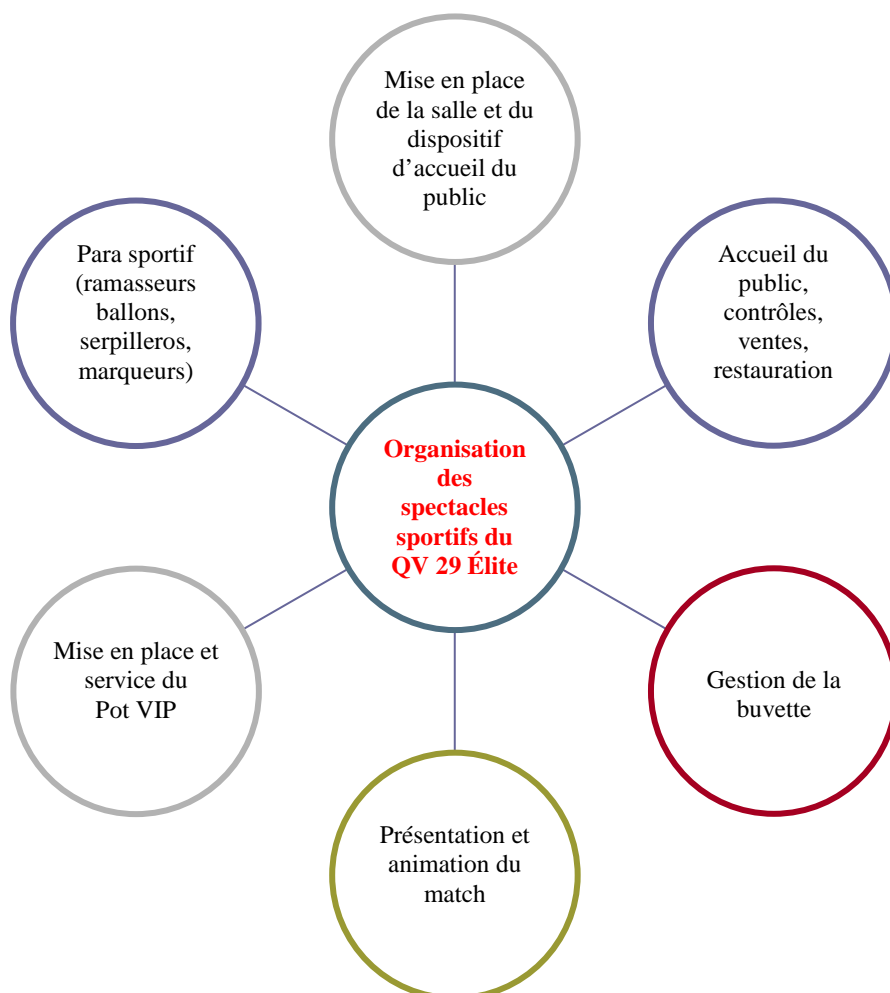 Mise en place
de la salle et du
dispositif
d’accueil du
public
Accueil du
public,
contrôles,
ventes,
restauration
Gestion de la
buvette
Présentation et
animation du
match
Mise en place et
service du
Pot VIP
Para sportif
(ramasseurs
ballons,
serpilleros,
marqueurs)
Organisation
des
spectacles
sportifs du
QV 29 Élite